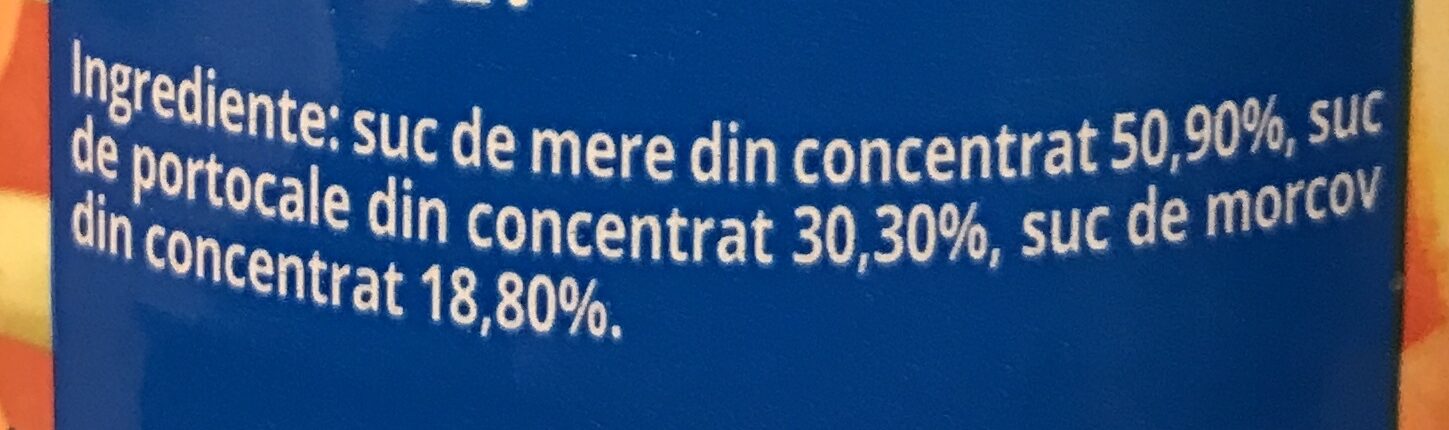 Ingrediente: suc de mere din concentrat 50,90%, suc
de portocale din concentrat 30,30%, suc de morcov
din concentrat 18,80%.